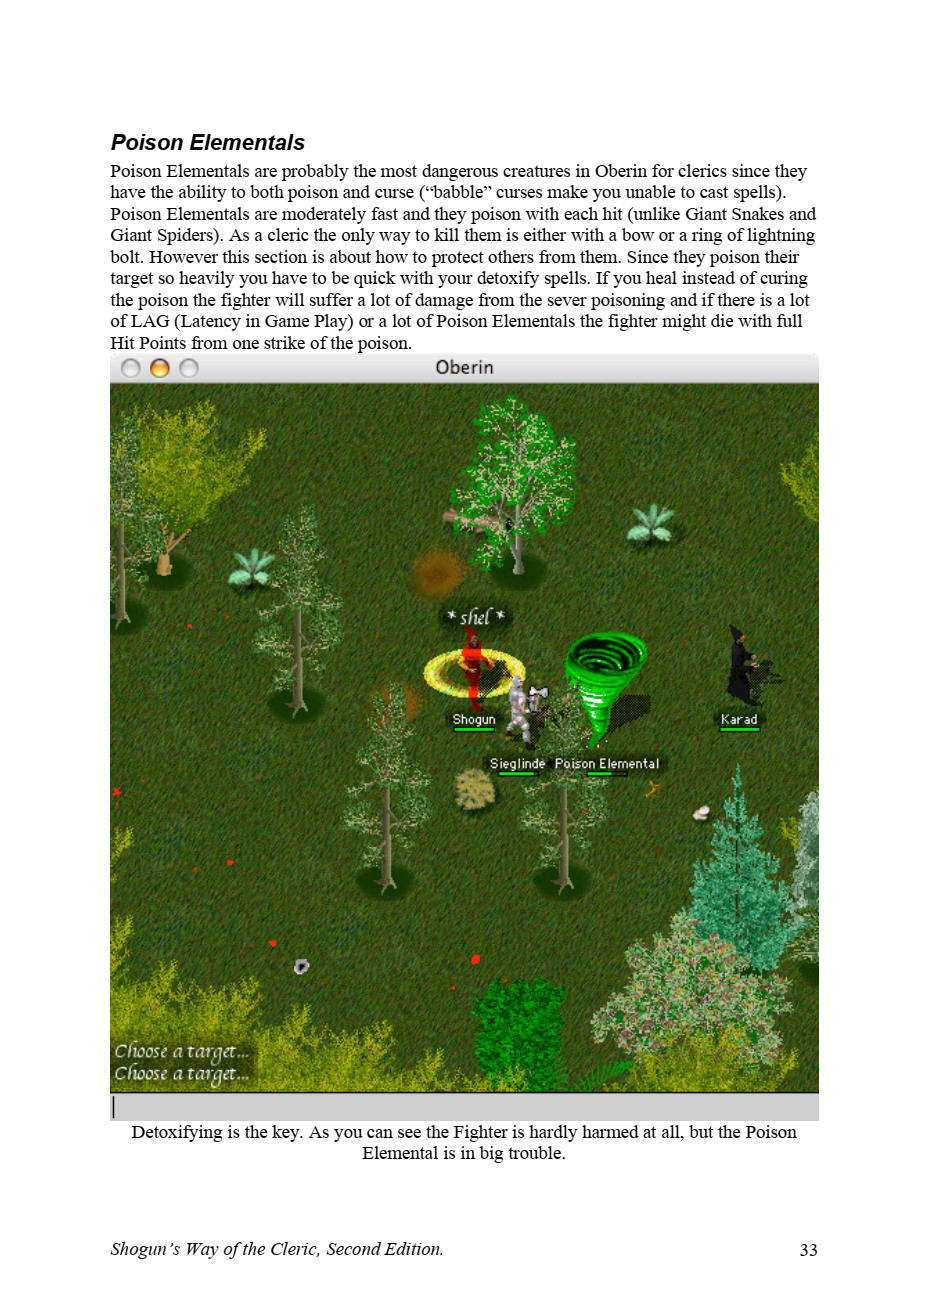 Poison Elementals
Poison Elementals are probably the most dangerous creatures in Oberin for clerics since they
have the ability to both poison and curse (“babble” curses make you unable to cast spells).
Poison Elementals are moderately fast and they poison with each hit (unlike Giant Snakes and
Giant Spiders). As a cleric the only way to kill them is either with a bow or a ring of lightning
bolt. However this section is about how to protect others from them. Since they poison their
target so heavily you have to be quick with your detoxify spells. If you heal instead of curing
the poison the fighter will suffer a lot of damage from the sever poisoning and if there is a lot
of LAG (Latency in Game Play) or a lot of Poison Elementals the fighter might die with full
Hit Points from one strike of the poison.
Oberin
* shel *
Shogun
Karad
Sieglinde Poison Elemental
Choose a target...
Choose a target...
Detoxifying is the key. As you can see the Fighter is hardly harmed at all, but the Poison
Elemental is in big trouble.
Shogun’s Way of the Cleric, Second Edition. 33